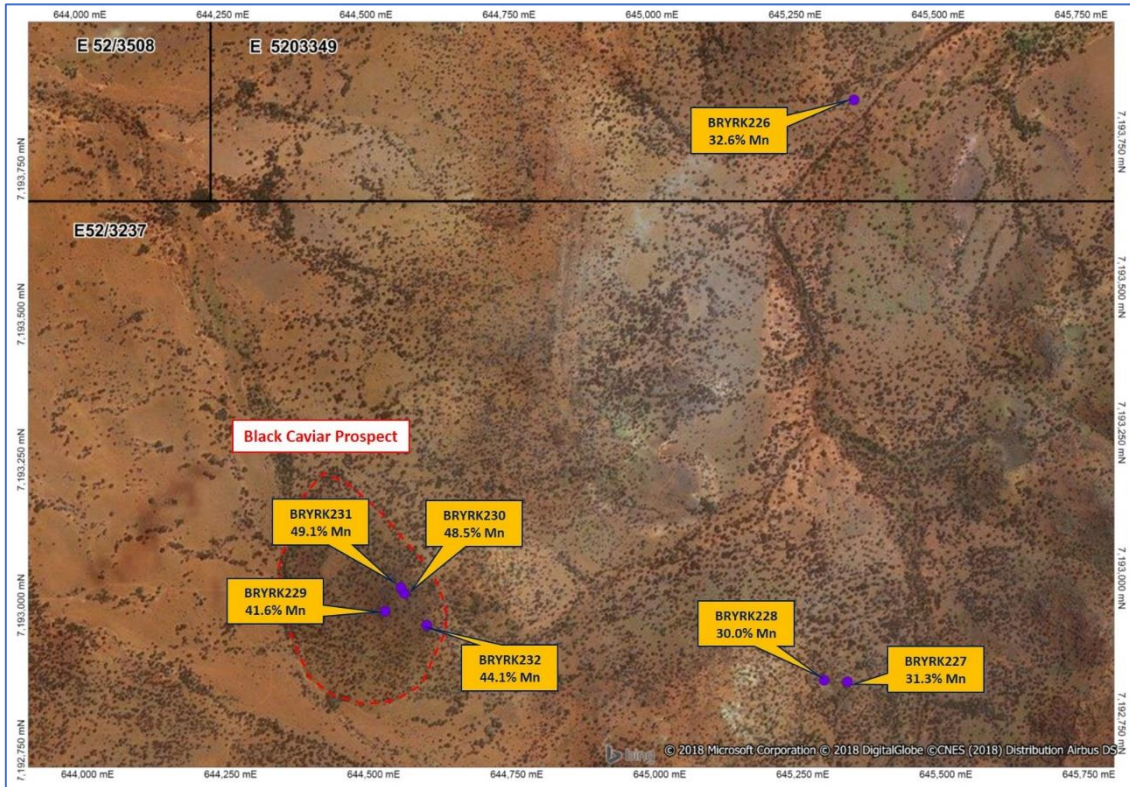 644,000 mE 644,250 mE 644,500 mE 644,750 mE 645,000 mE 645,250 mE 645,500 mE 645,750 mE
E 52/3508
E 5203349
BRYRK226
32.6% Mn
7,193,750 mN
7,193,750 mN
E52/3237
7,193,500 mN
7,193,500 mN
Black Caviar Prospect
7,193,250 mN
7,193,250 mN
BRYRK231
49.1% Mn
BRYRK230
48.5% Mn
BRYRK229
41.6% Mn
7,193,000 mN
7,193,000 mN
BRYRK228
30.0% Mn
BRYRK232
44.1% Mn
BRYRK227
31.3% Mn
7,192,750 mN
7,192,750 mN
bing
© 2018 Microsoft Corporation © 2018 DigitalGlobe ©CNES (2018) Distribution Airbus DS
644,000 mE 644,250 mE 644,500 mE 644,750 mE 645,000 mE 645,250 mE 645,500 mE 645,750 mE